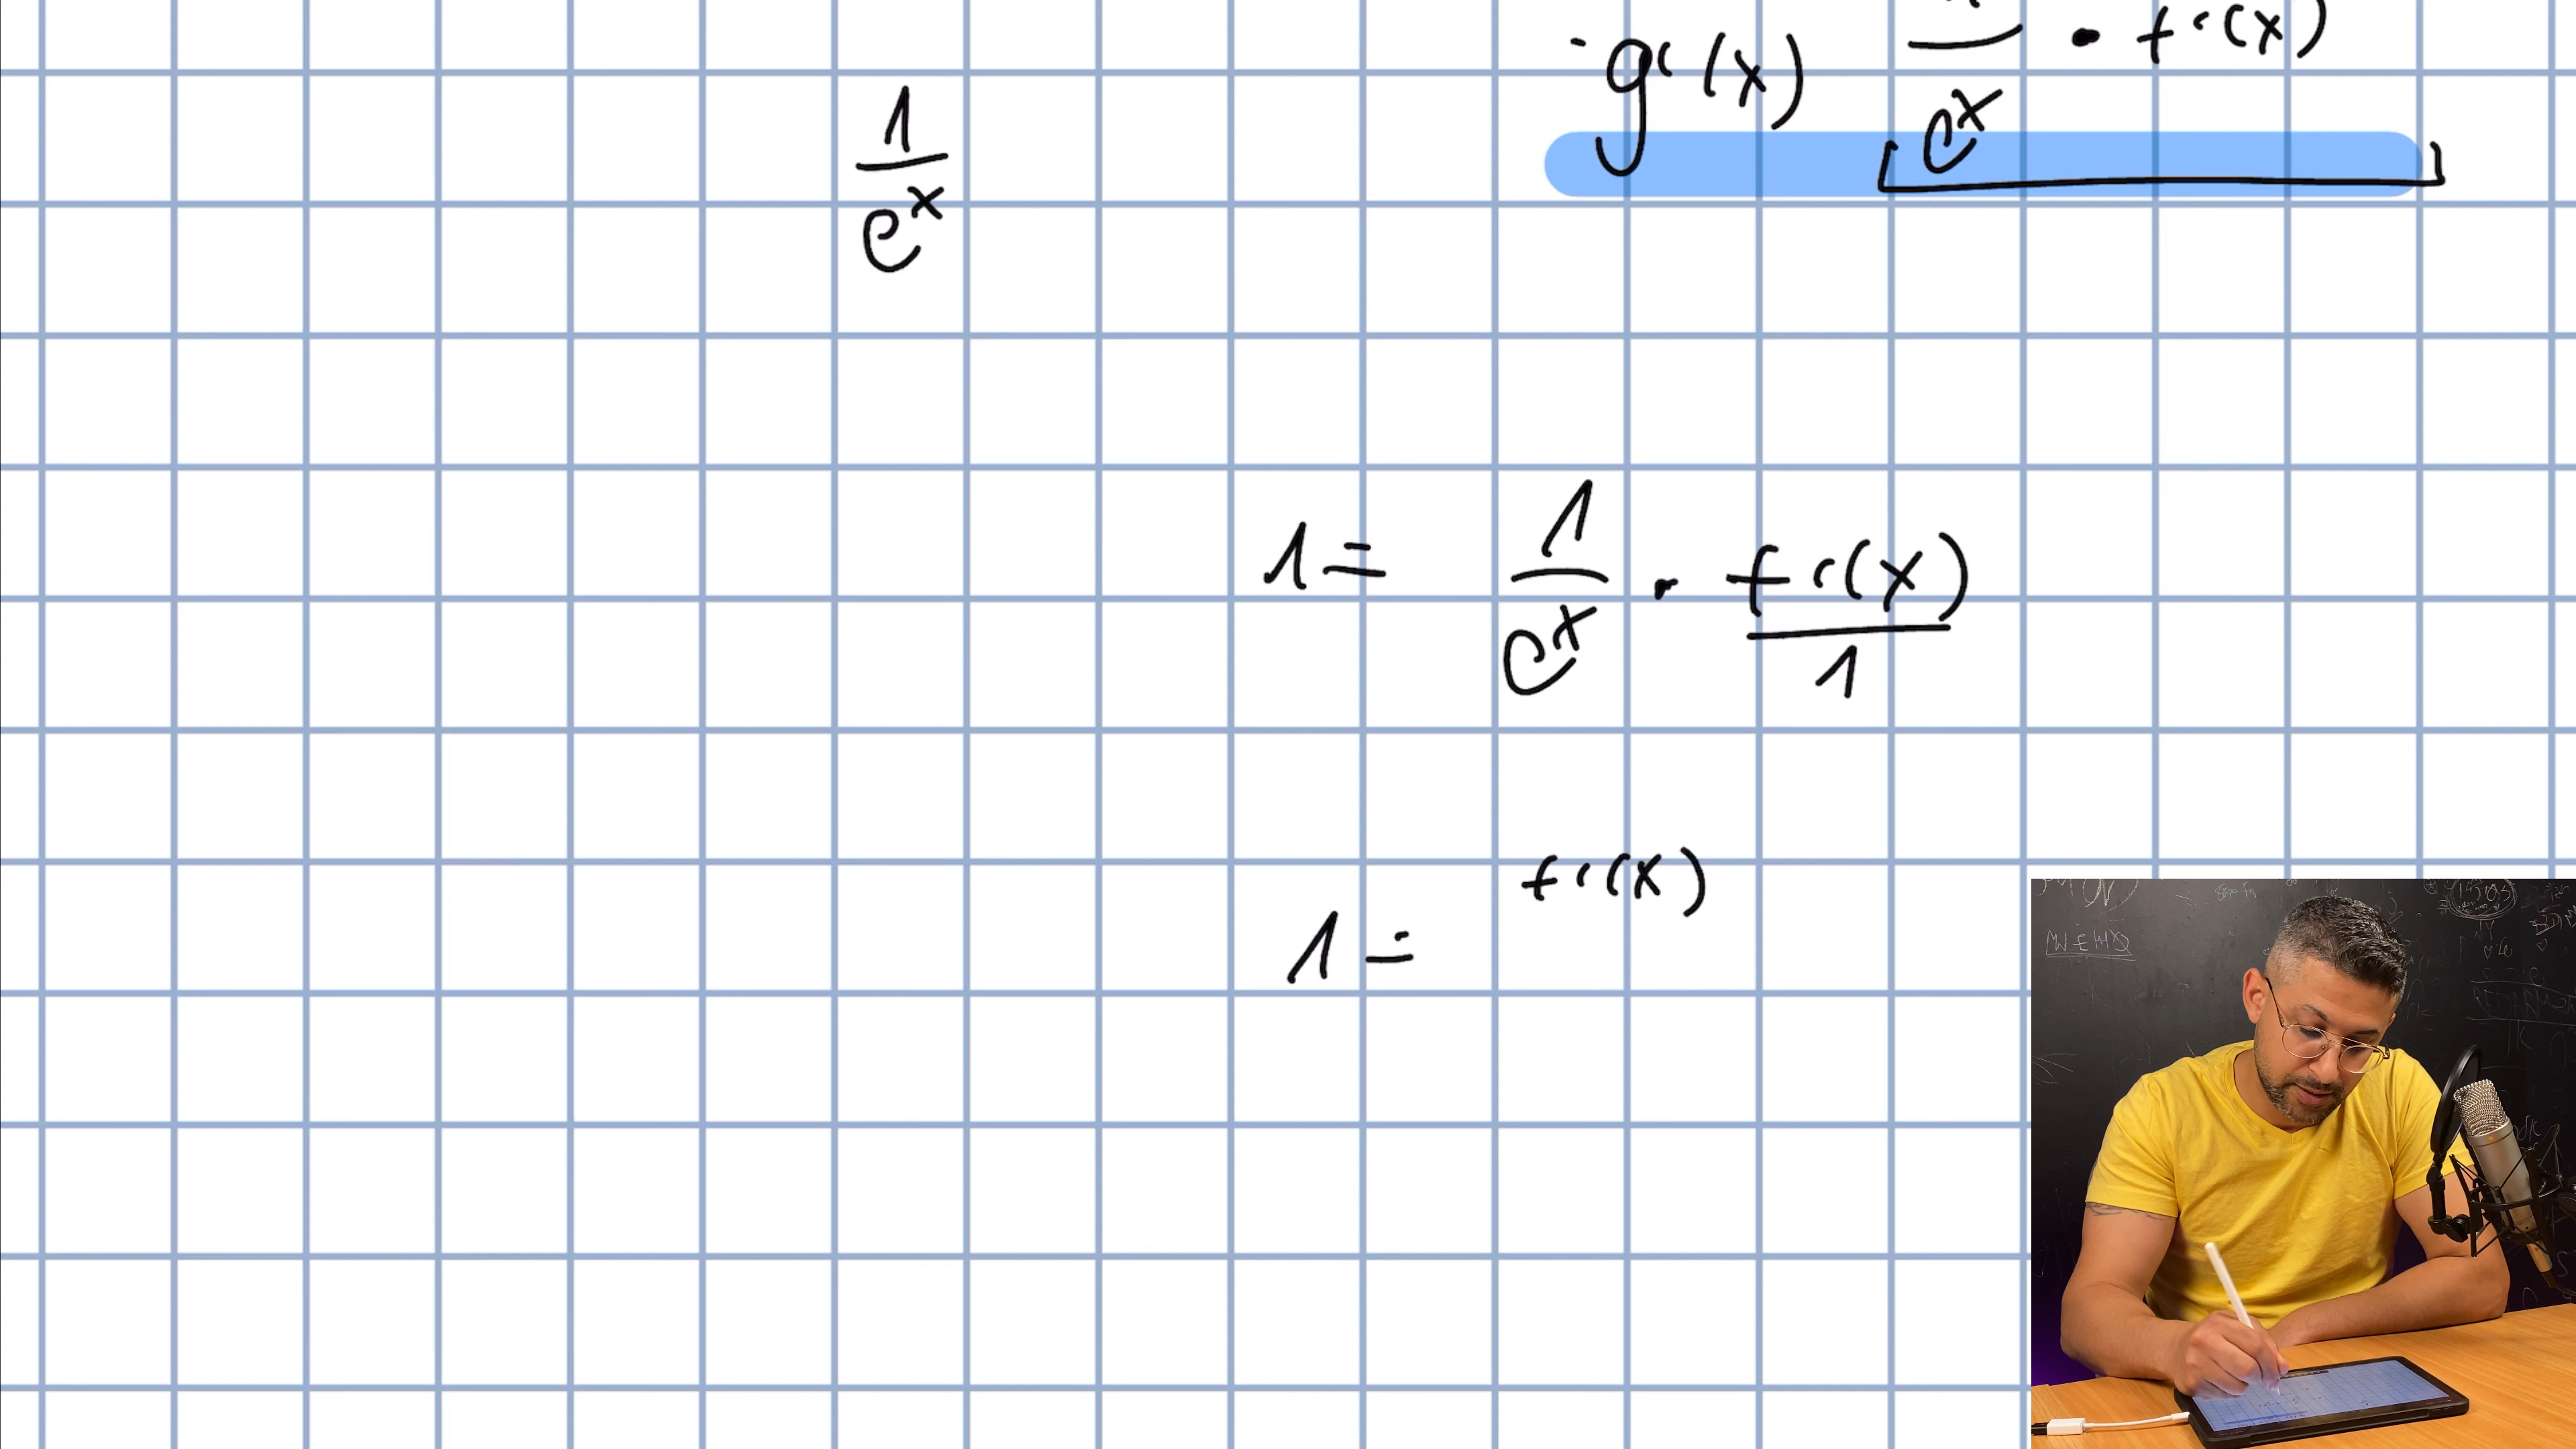 · g'(x) — · f'(x)
e^x
1/e^x
1 = 1/e^x · f'(x)/1
f'(x)
1 =